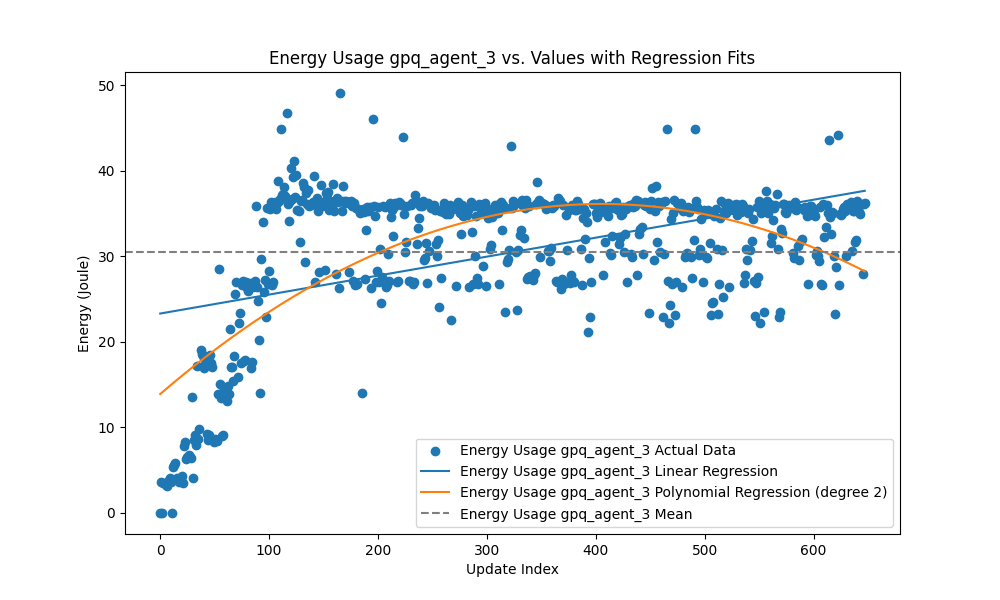 Energy Usage gpq_agent_3 vs. Values with Regression Fits
50
40
30
20
10
0
Energy (Joule)
0 100 200 300 400 500 600
Update Index
Energy Usage gpq_agent_3 Actual Data
Energy Usage gpq_agent_3 Linear Regression
Energy Usage gpq_agent_3 Polynomial Regression (degree 2)
Energy Usage gpq_agent_3 Mean